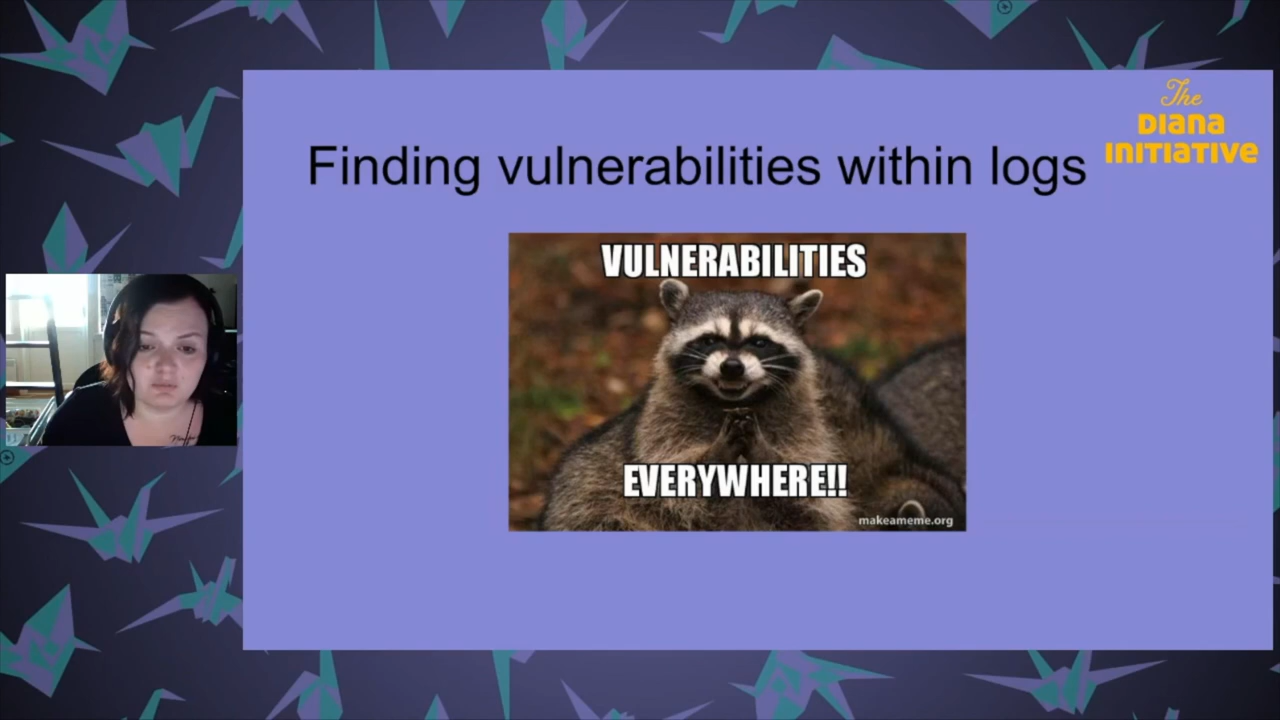 The
DIANA
INITIATIVE
Finding vulnerabilities within logs
VULNERABILITIES
EVERYWHERE!!
makeameme.org